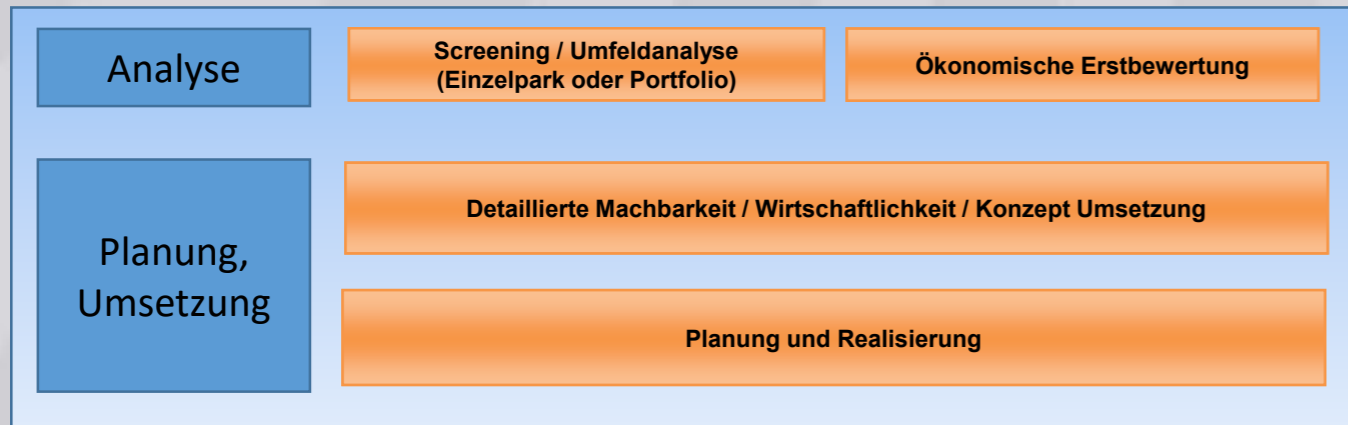 Analyse
Screening / Umfeldanalyse
(Einzelpark oder Portfolio)
Ökonomische Erstbewertung
Planung,
Umsetzung
Detaillierte Machbarkeit / Wirtschaftlichkeit / Konzept Umsetzung
Planung und Realisierung